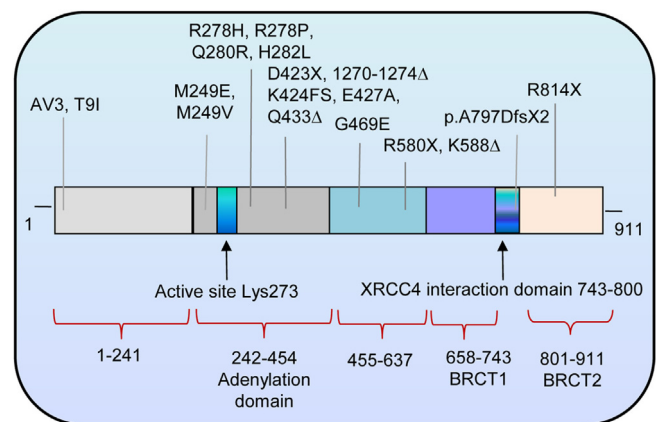 R278H, R278P,
Q280R, H282L
D423X, 1270-1274Δ
K424FS, E427A,
Q433Δ
M249E,
M249V
AV3, T9I
G469E
R580X, K588Δ
p.A797DfsX2
R814X
1
911
Active site Lys273
XRCC4 interaction domain 743-800
1-241
242-454
Adenylation
domain
455-637
658-743
BRCT1
801-911
BRCT2